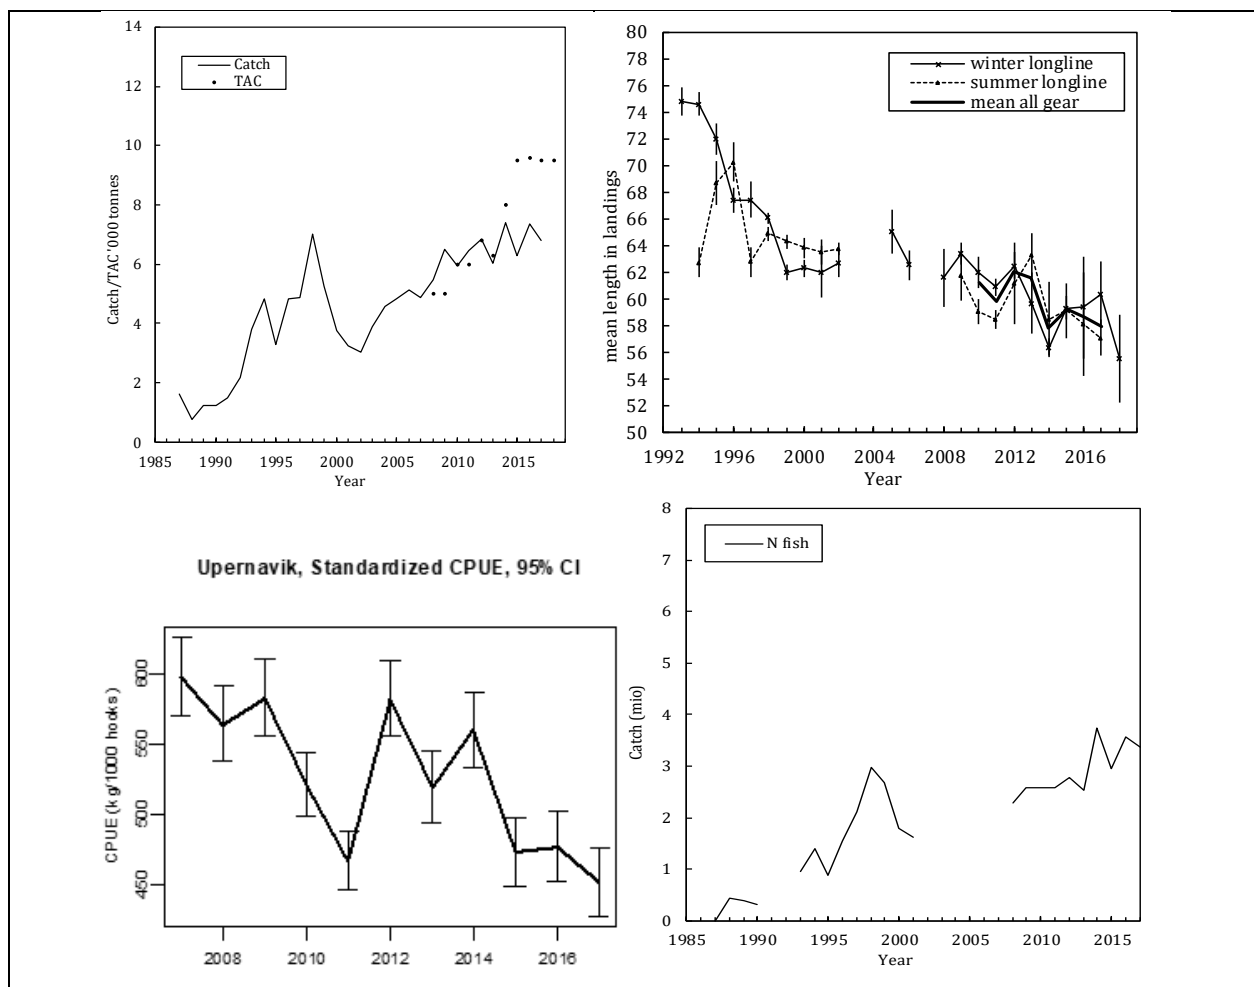 14
12
10
8
6
4
2
0
Catch/TAC '000 tonnes
Catch
TAC
1985 1990 1995 2000 2005 2010 2015
Year
80
78
76
74
72
70
68
66
64
62
60
58
56
54
52
50
mean length in landings
winter longline
summer longline
mean all gear
1992 1996 2000 2004 2008 2012 2016
Year
Upernavik, Standardized CPUE, 95% CI
600
550
500
450
CPUE (kg/1000 hooks)
2008 2010 2012 2014 2016
8
7
6
5
4
3
2
1
0
Catch (mio)
N fish
1985 1990 1995 2000 2005 2010 2015
Year